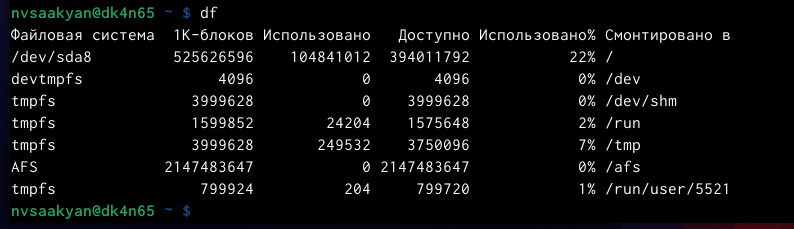 nvsaakyan@dk4n65 ~ $ df
Файловая система 1K-блоков Использовано Доступно Использовано% Смонтировано в
/dev/sda8 525626596 104841012 394011792 22% /
devtmpfs 4096 0 4096 0% /dev
tmpfs 3999628 0 3999628 0% /dev/shm
tmpfs 1599852 24204 1575648 2% /run
tmpfs 3999628 249532 3750096 7% /tmp
AFS 2147483647 0 2147483647 0% /afs
tmpfs 799924 204 799720 1% /run/user/5521
nvsaakyan@dk4n65 ~ $